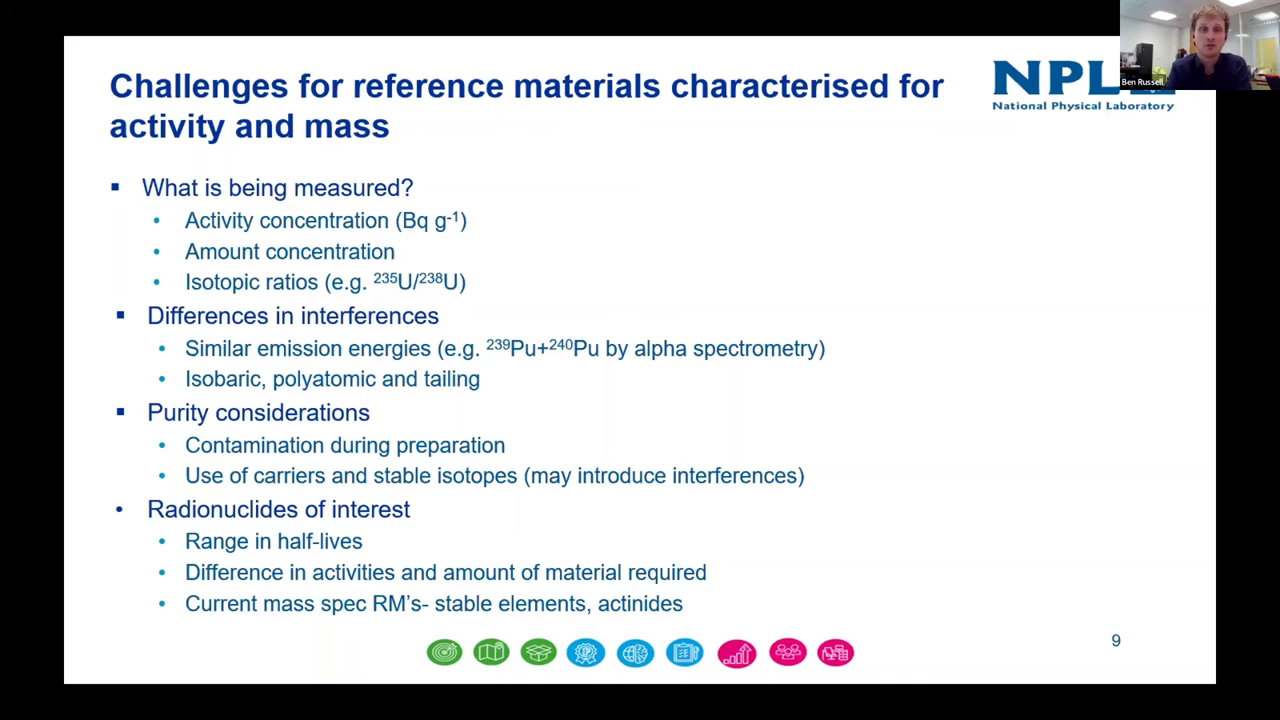 Challenges for reference materials characterised for
activity and mass
NPL
National Physical Laboratory
Ben Russell
▪ What is being measured?
• Activity concentration (Bq g⁻¹)
• Amount concentration
• Isotopic ratios (e.g. ²³⁵U/²³⁸U)
▪ Differences in interferences
• Similar emission energies (e.g. ²³⁹Pu+²⁴⁰Pu by alpha spectrometry)
• Isobaric, polyatomic and tailing
▪ Purity considerations
• Contamination during preparation
• Use of carriers and stable isotopes (may introduce interferences)
• Radionuclides of interest
• Range in half-lives
• Difference in activities and amount of material required
• Current mass spec RM's- stable elements, actinides
9